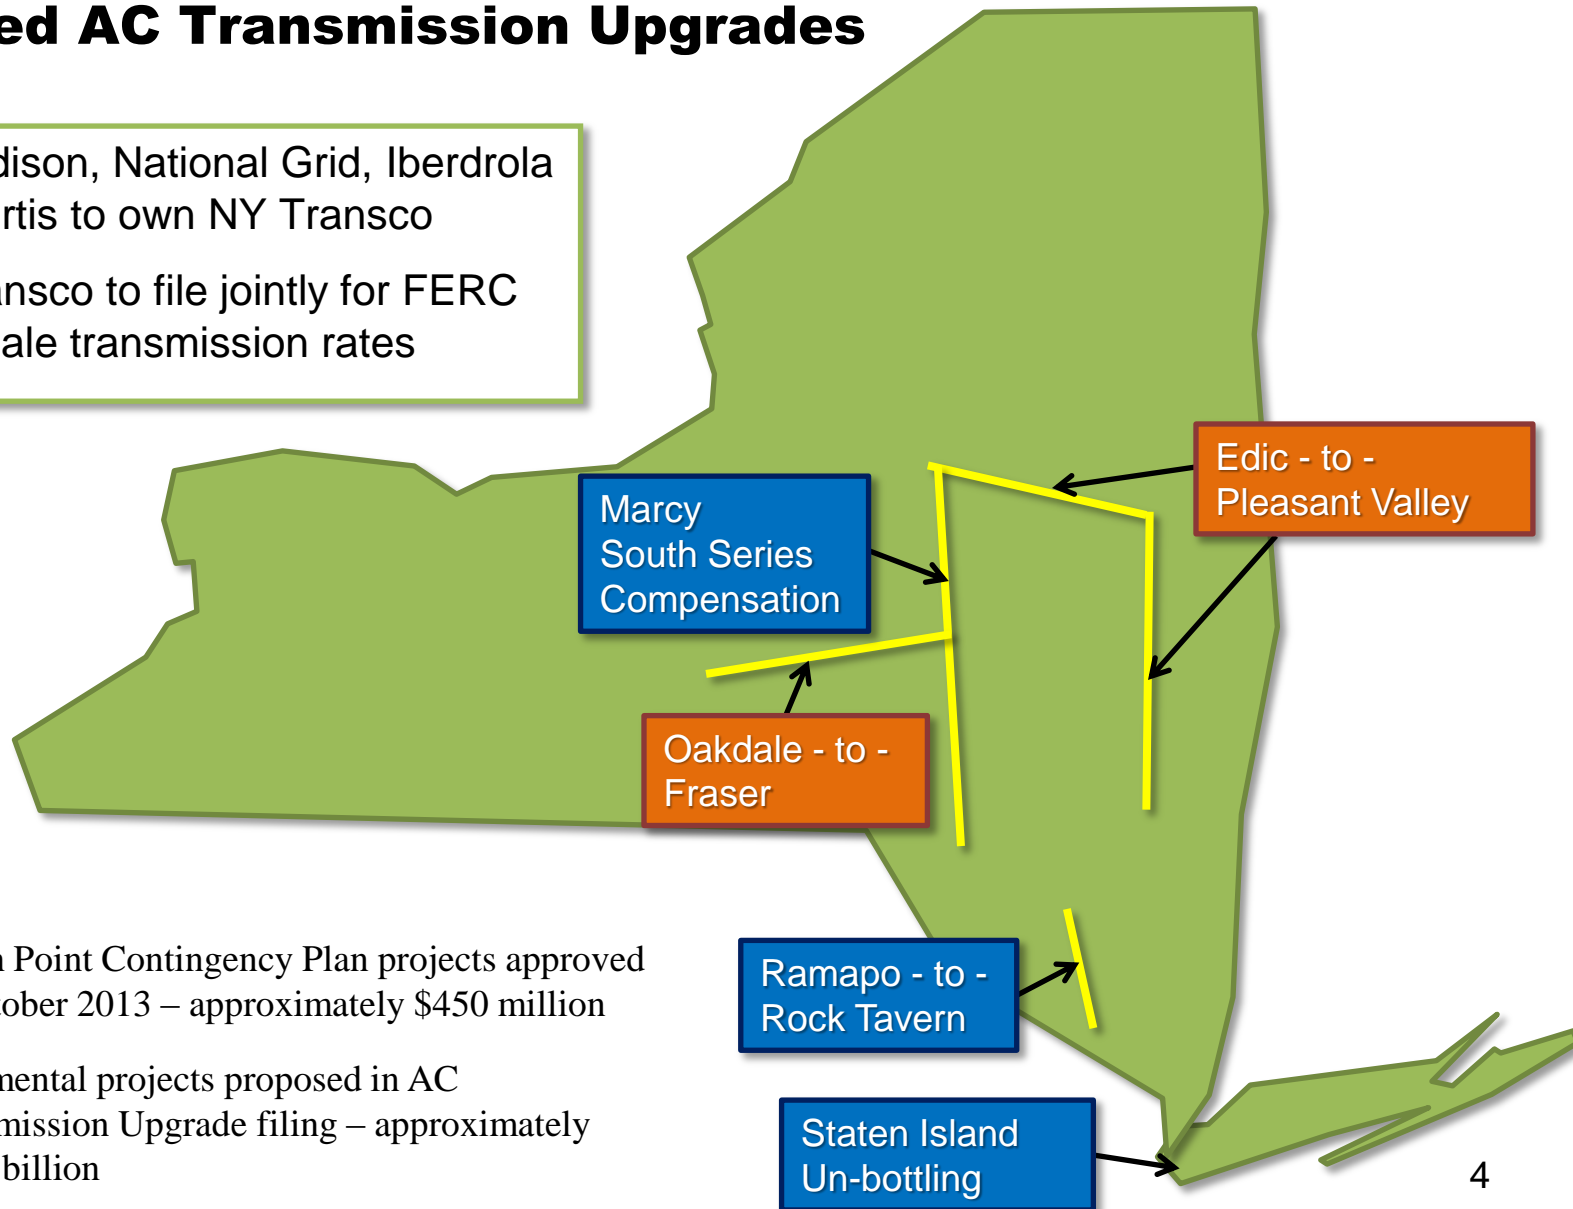 ed AC Transmission Upgrades
dison, National Grid, Iberdrola
rtis to own NY Transco
ansco to file jointly for FERC
ale transmission rates
Edic - to -
Pleasant Valley
Marcy
South Series
Compensation
Oakdale - to -
Fraser
n Point Contingency Plan projects approved
tober 2013 – approximately $450 million
Ramapo - to -
Rock Tavern
mental projects proposed in AC
mission Upgrade filing – approximately
billion
Staten Island
Un-bottling
4